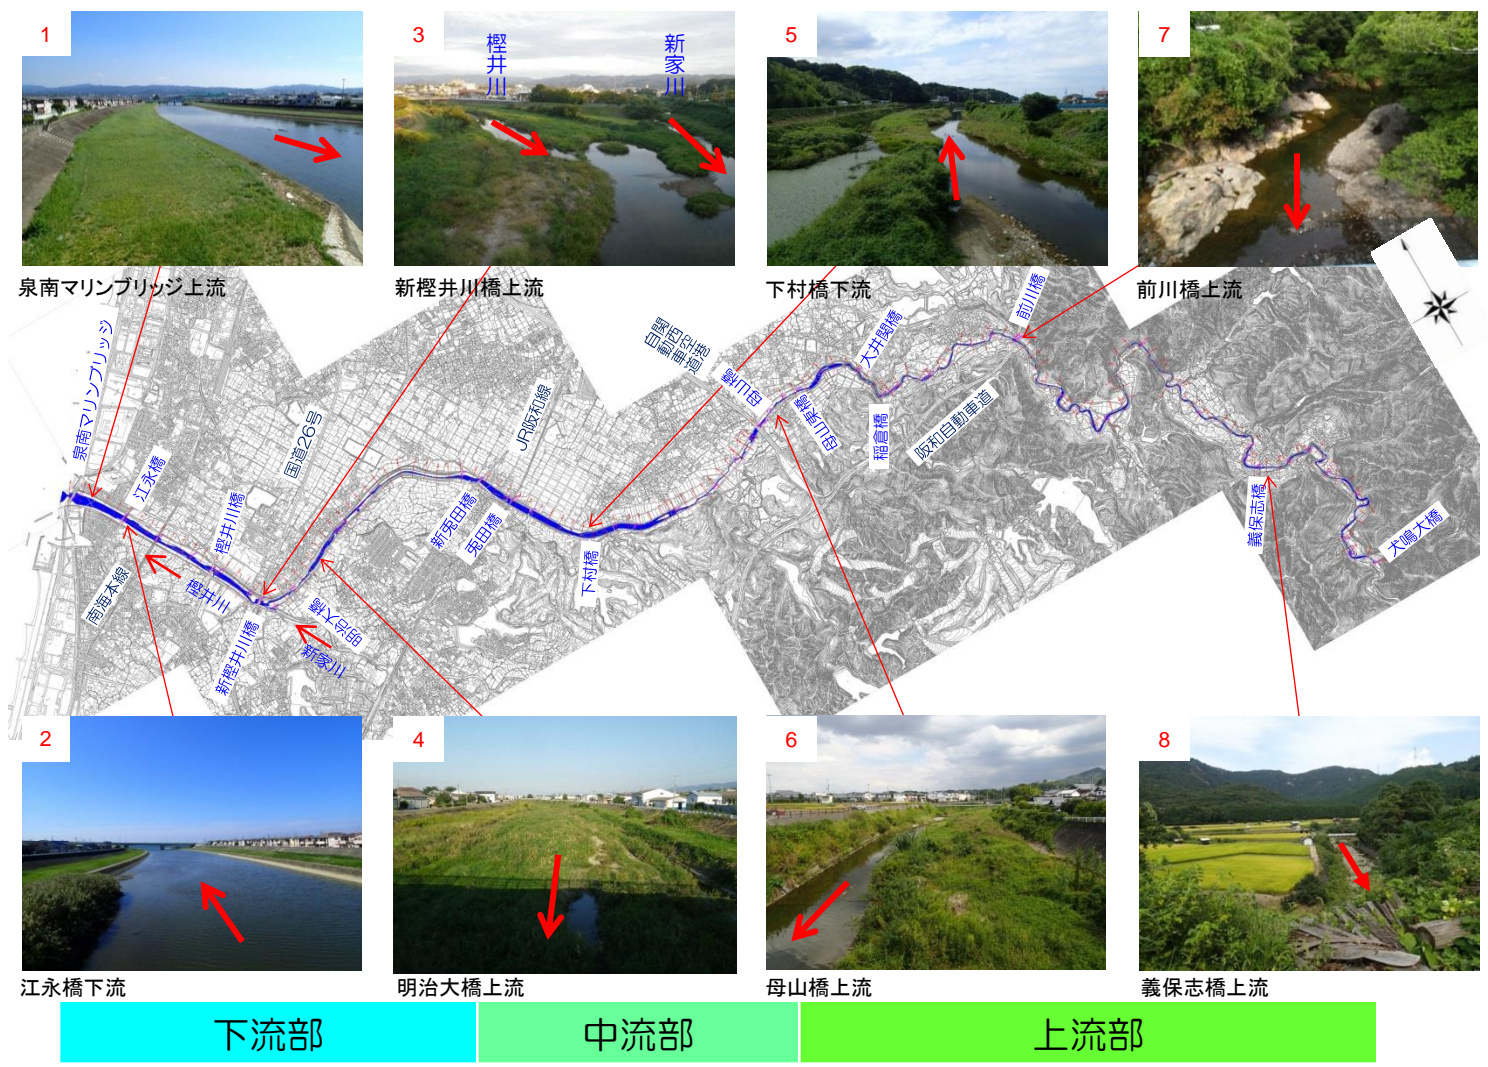 1
3
樫井川
新家川
5
7
泉南マリンブリッジ上流
新樫井川橋上流
下村橋下流
前川橋上流
泉南マリンブリッジ
江永橋
樫井川橋
国道26号
JR阪和線
関西空港
自動車道
母山橋
母山東橋
大井関橋
稲倉橋
前川橋
阪和自動車道
南海本線
樫井川
新樫井川橋
明治大橋
新家川
新兎田橋
兎田橋
下村橋
義保志橋
犬鳴大橋
2
4
6
8
江永橋下流
明治大橋上流
母山橋上流
義保志橋上流
下流部
中流部
上流部